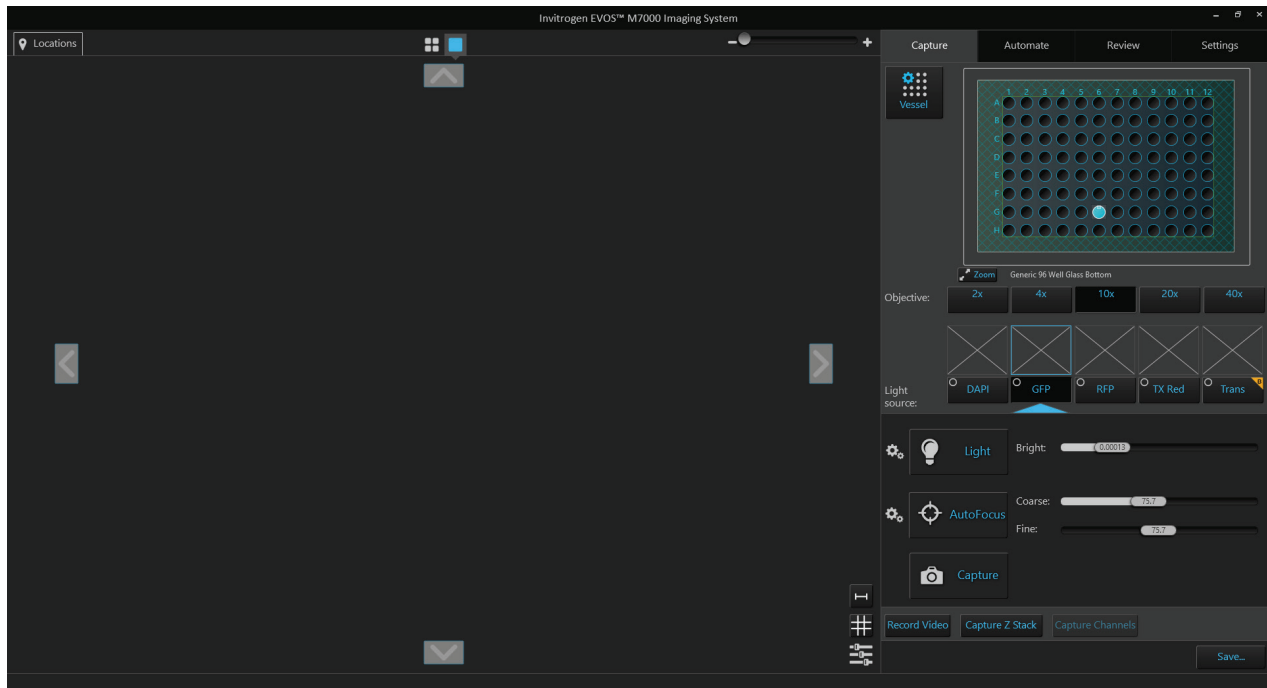 Invitrogen EVOS™ M7000 Imaging System
Locations
Capture Automate Review Settings
Vessel
1 2 3 4 5 6 7 8 9 10 11 12
A
B
C
D
E
F
G
H
Zoom Generic 96 Well Glass Bottom
Objective: 2x 4x 10x 20x 40x
Light source: DAPI GFP RFP TX Red Trans
Light Bright: 0.00013
AutoFocus Coarse: 75.7
Fine: 75.7
Capture
Record Video Capture Z Stack Capture Channels
Save...